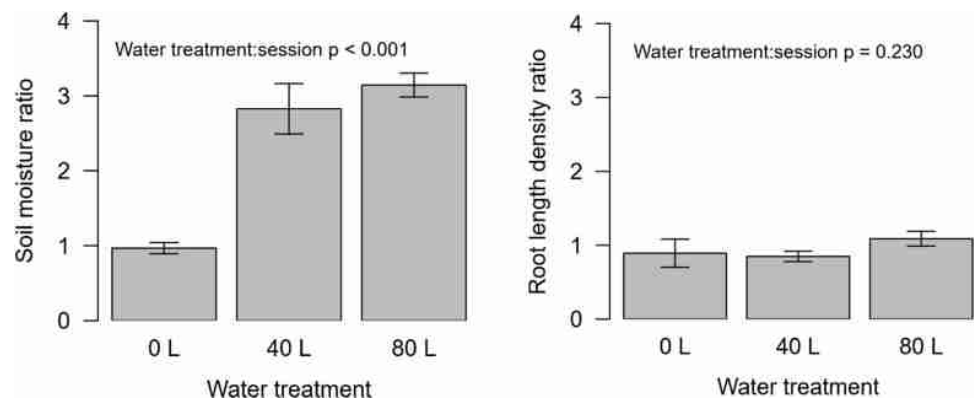 Soil moisture ratio
4
3
2
1
0
Water treatment:session p < 0.001
0 L 40 L 80 L
Water treatment
Root length density ratio
4
3
2
1
0
Water treatment:session p = 0.230
0 L 40 L 80 L
Water treatment